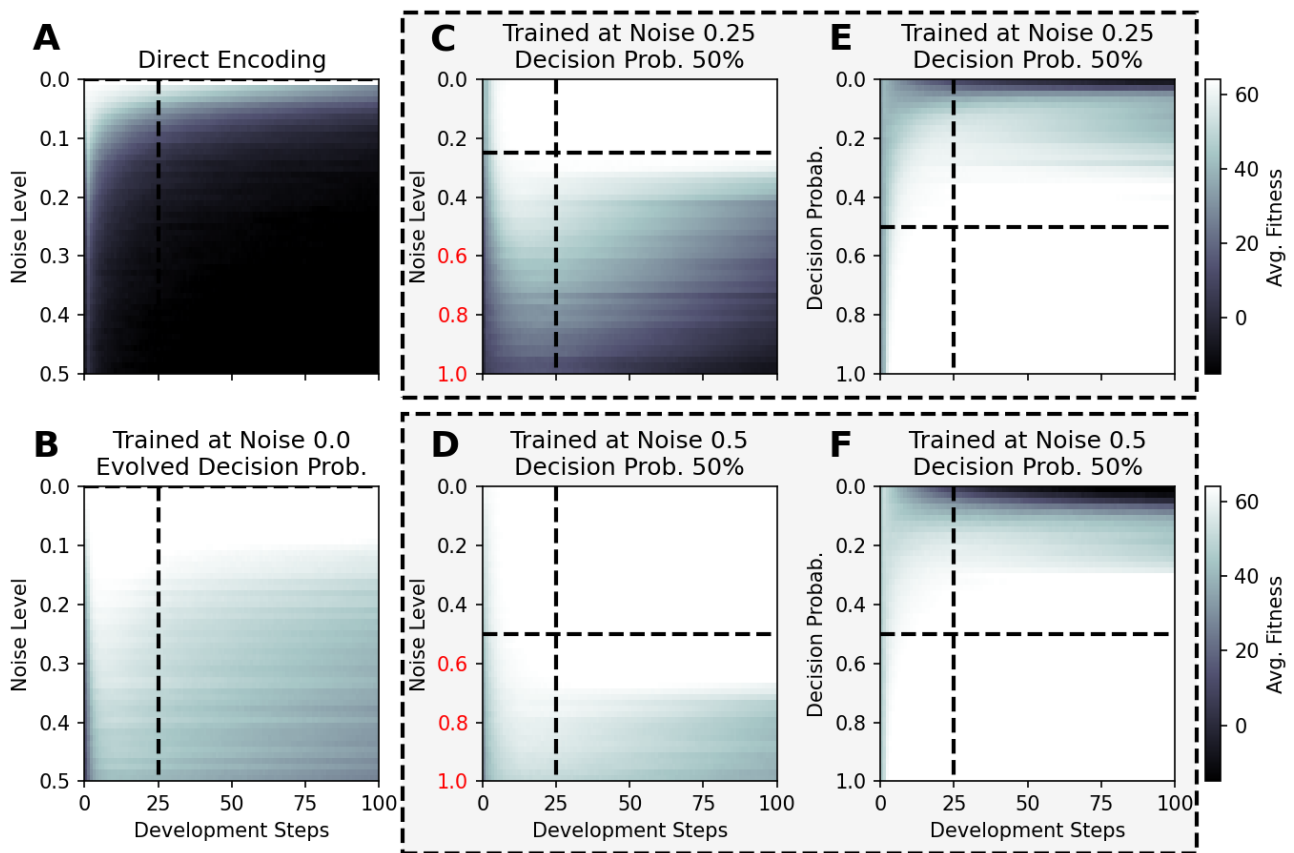 A
Direct Encoding
0.0
0.1
0.2
0.3
0.4
0.5
Noise Level
C
Trained at Noise 0.25
Decision Prob. 50%
0.0
0.2
0.4
0.6
0.8
1.0
Noise Level
E
Trained at Noise 0.25
Decision Prob. 50%
0.0
0.2
0.4
0.6
0.8
1.0
Decision Probab.
60
40
20
0
Avg. Fitness
B
Trained at Noise 0.0
Evolved Decision Prob.
0.0
0.1
0.2
0.3
0.4
0.5
Noise Level
0 25 50 75 100
Development Steps
D
Trained at Noise 0.5
Decision Prob. 50%
0.0
0.2
0.4
0.6
0.8
1.0
Noise Level
0 25 50 75 100
Development Steps
F
Trained at Noise 0.5
Decision Prob. 50%
0.0
0.2
0.4
0.6
0.8
1.0
Decision Probab.
0 25 50 75 100
Development Steps
60
40
20
0
Avg. Fitness